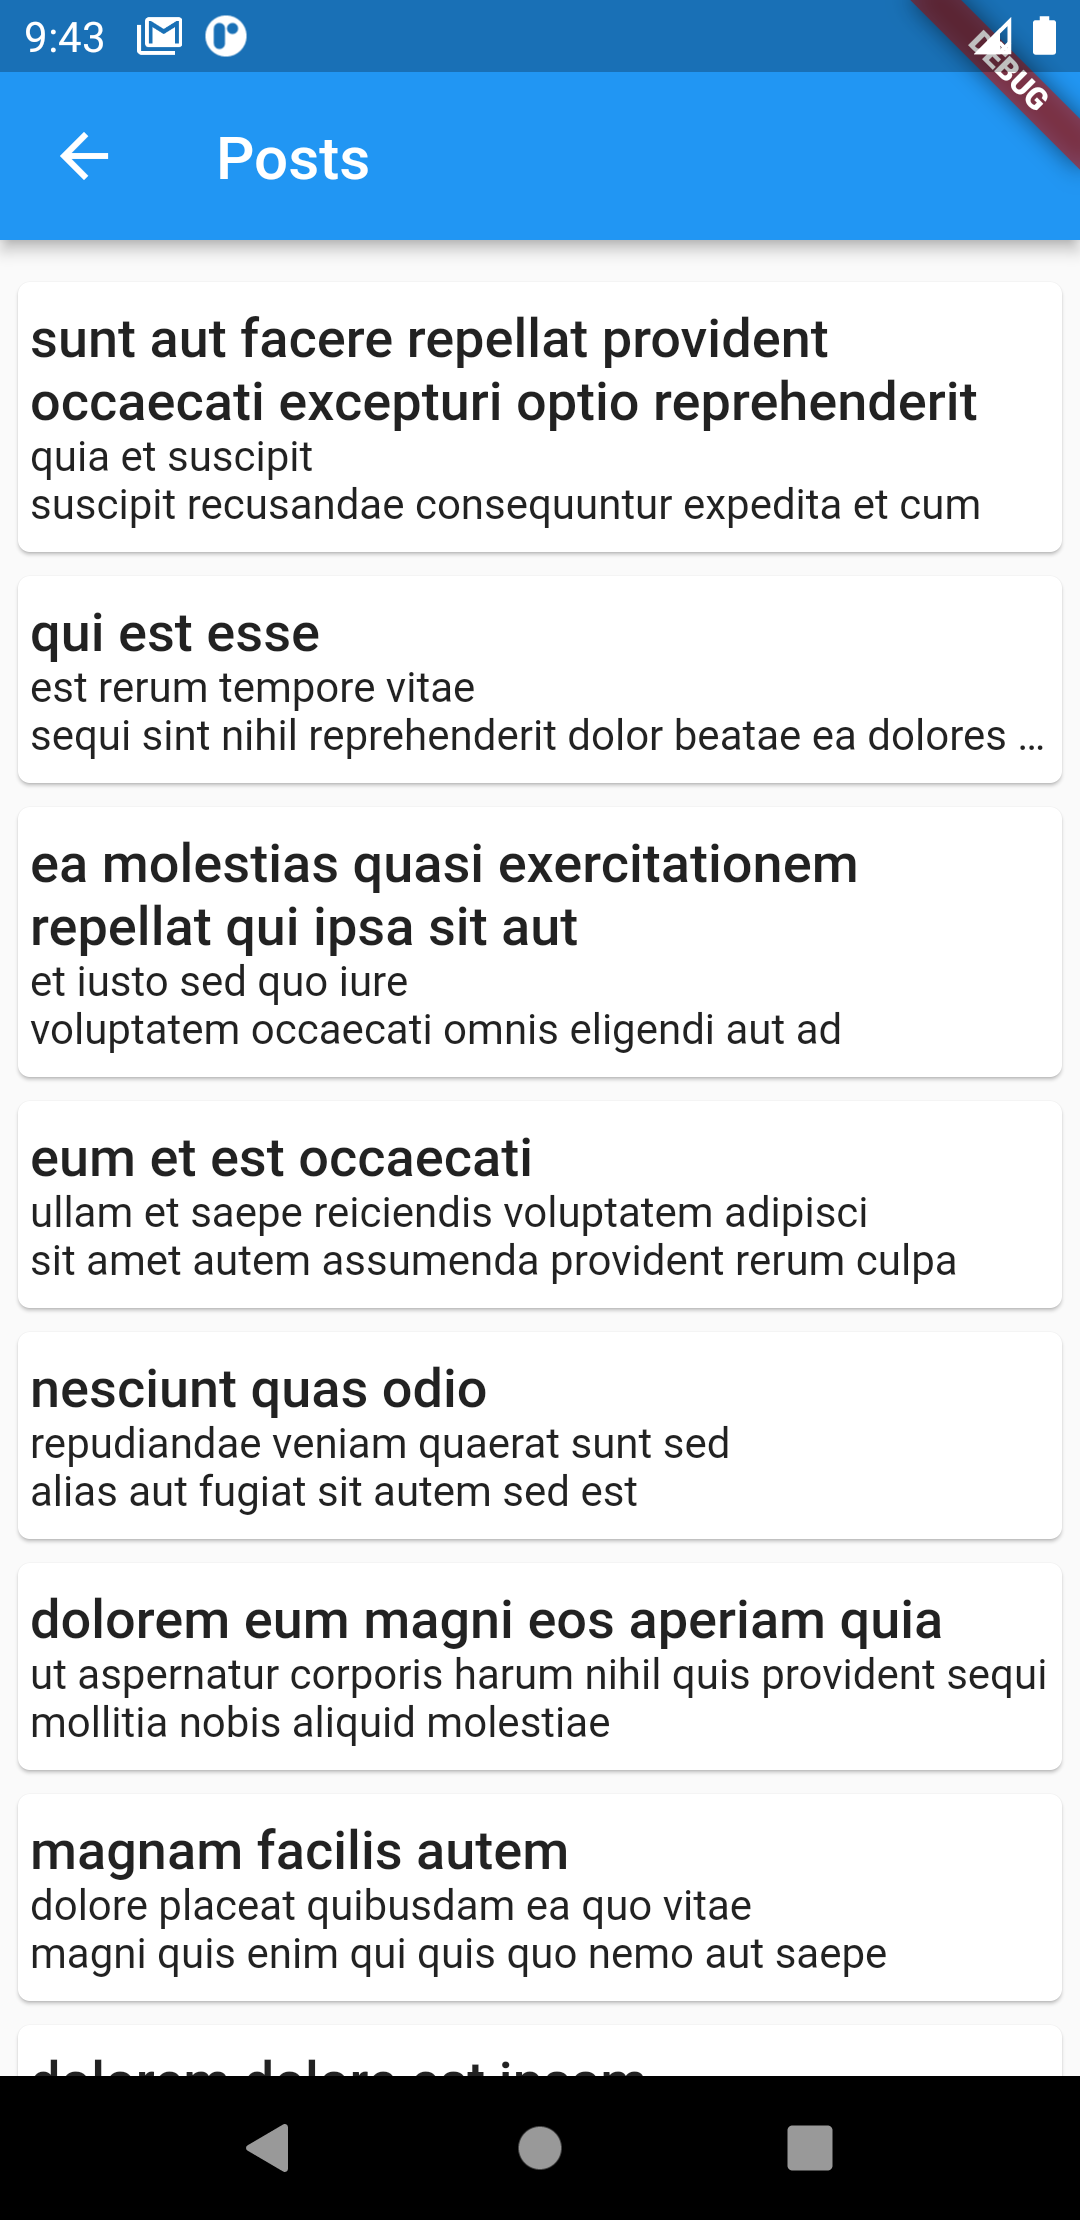 9:43
DEBUG
Posts
sunt aut facere repellat provident
occaecati excepturi optio reprehenderit
quia et suscipit
suscipit recusandae consequuntur expedita et cum
qui est esse
est rerum tempore vitae
sequi sint nihil reprehenderit dolor beatae ea dolores ...
ea molestias quasi exercitationem
repellat qui ipsa sit aut
et iusto sed quo iure
voluptatem occaecati omnis eligendi aut ad
eum et est occaecati
ullam et saepe reiciendis voluptatem adipisci
sit amet autem assumenda provident rerum culpa
nesciunt quas odio
repudiandae veniam quaerat sunt sed
alias aut fugiat sit autem sed est
dolorem eum magni eos aperiam quia
ut aspernatur corporis harum nihil quis provident sequi
mollitia nobis aliquid molestiae
magnam facilis autem
dolore placeat quibusdam ea quo vitae
magni quis enim qui quis quo nemo aut saepe
dolorem dolore est ipsam